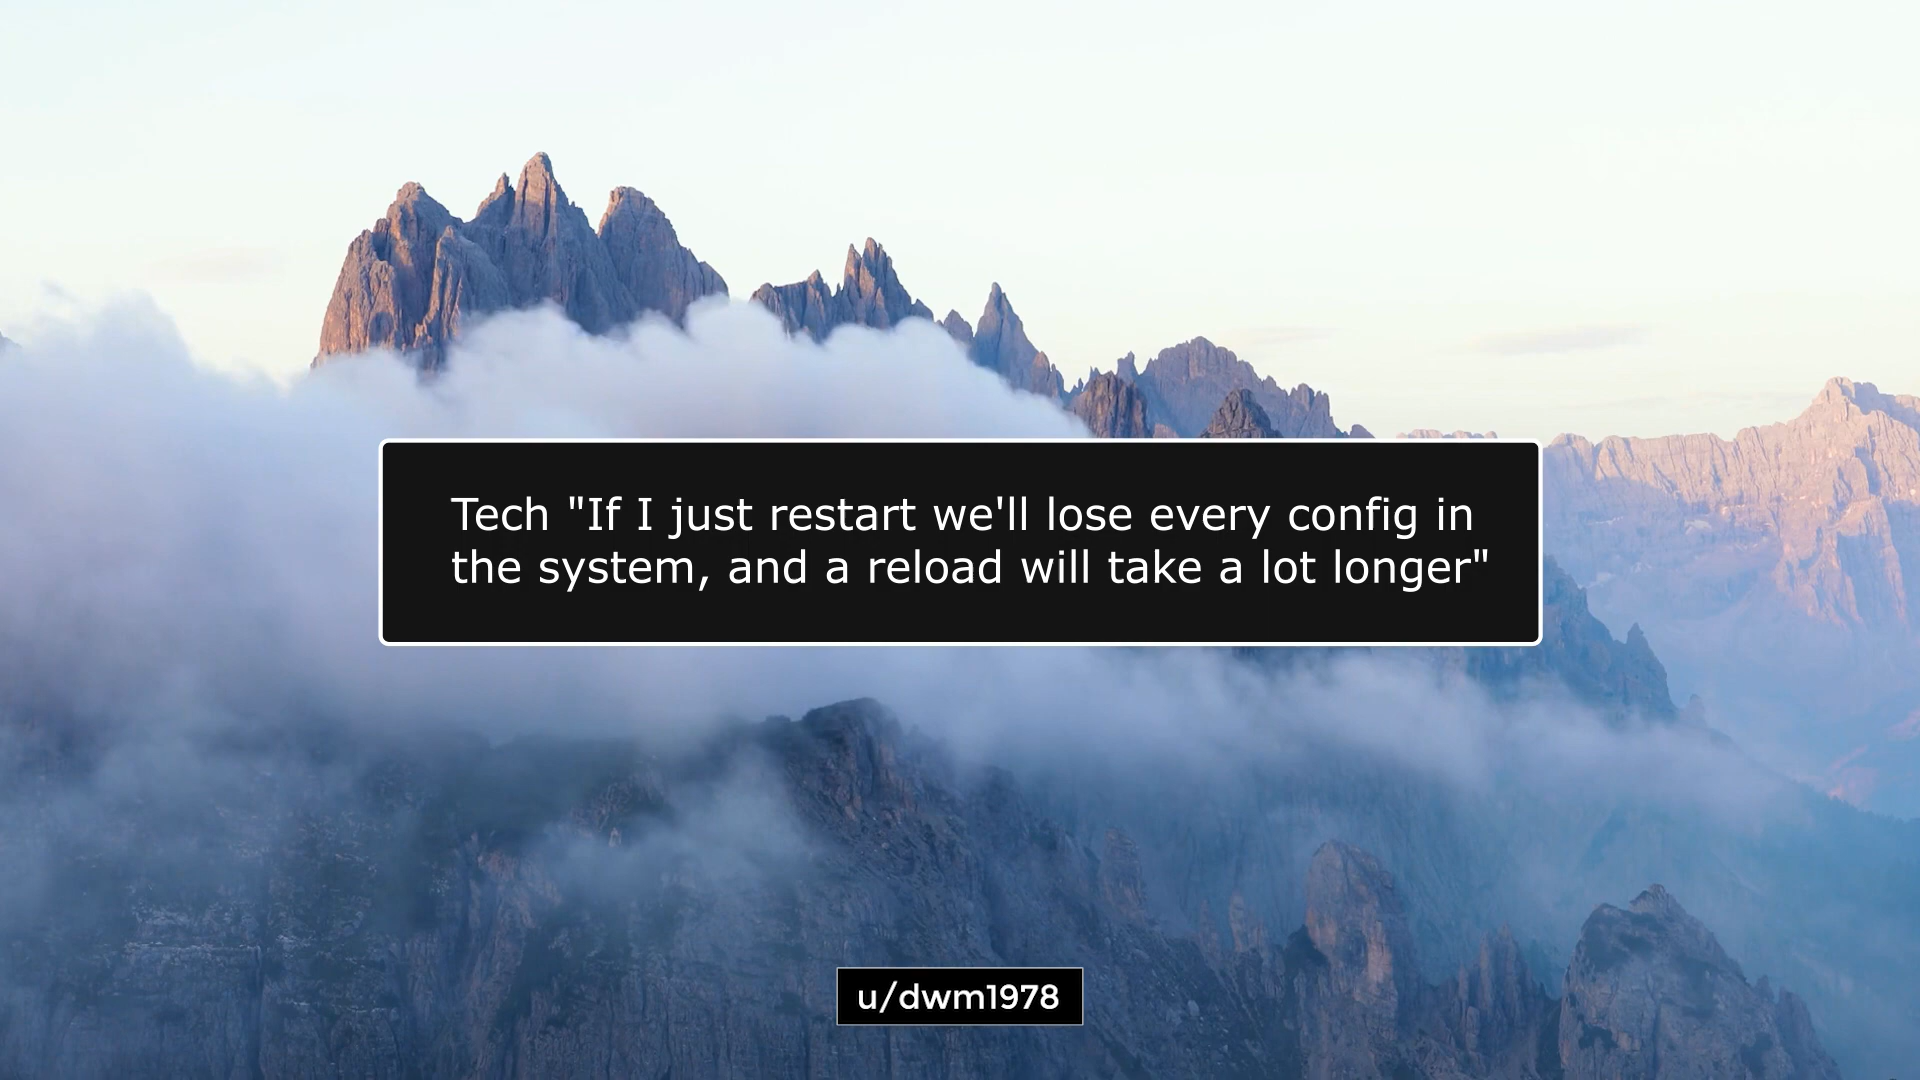 Tech "If I just restart we'll lose every config in
the system, and a reload will take a lot longer"
u/dwm1978